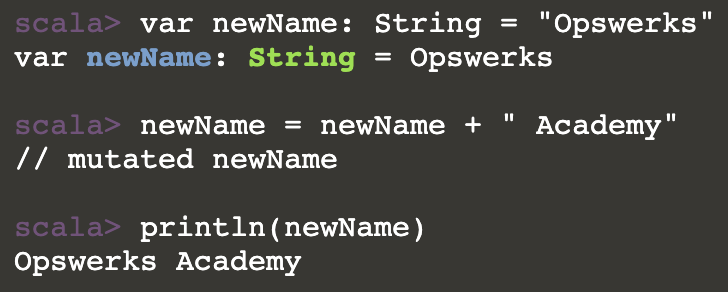 scala> var newName: String = "Opswerks"
var newName: String = Opswerks
scala> newName = newName + " Academy"
// mutated newName
scala> println(newName)
Opswerks Academy